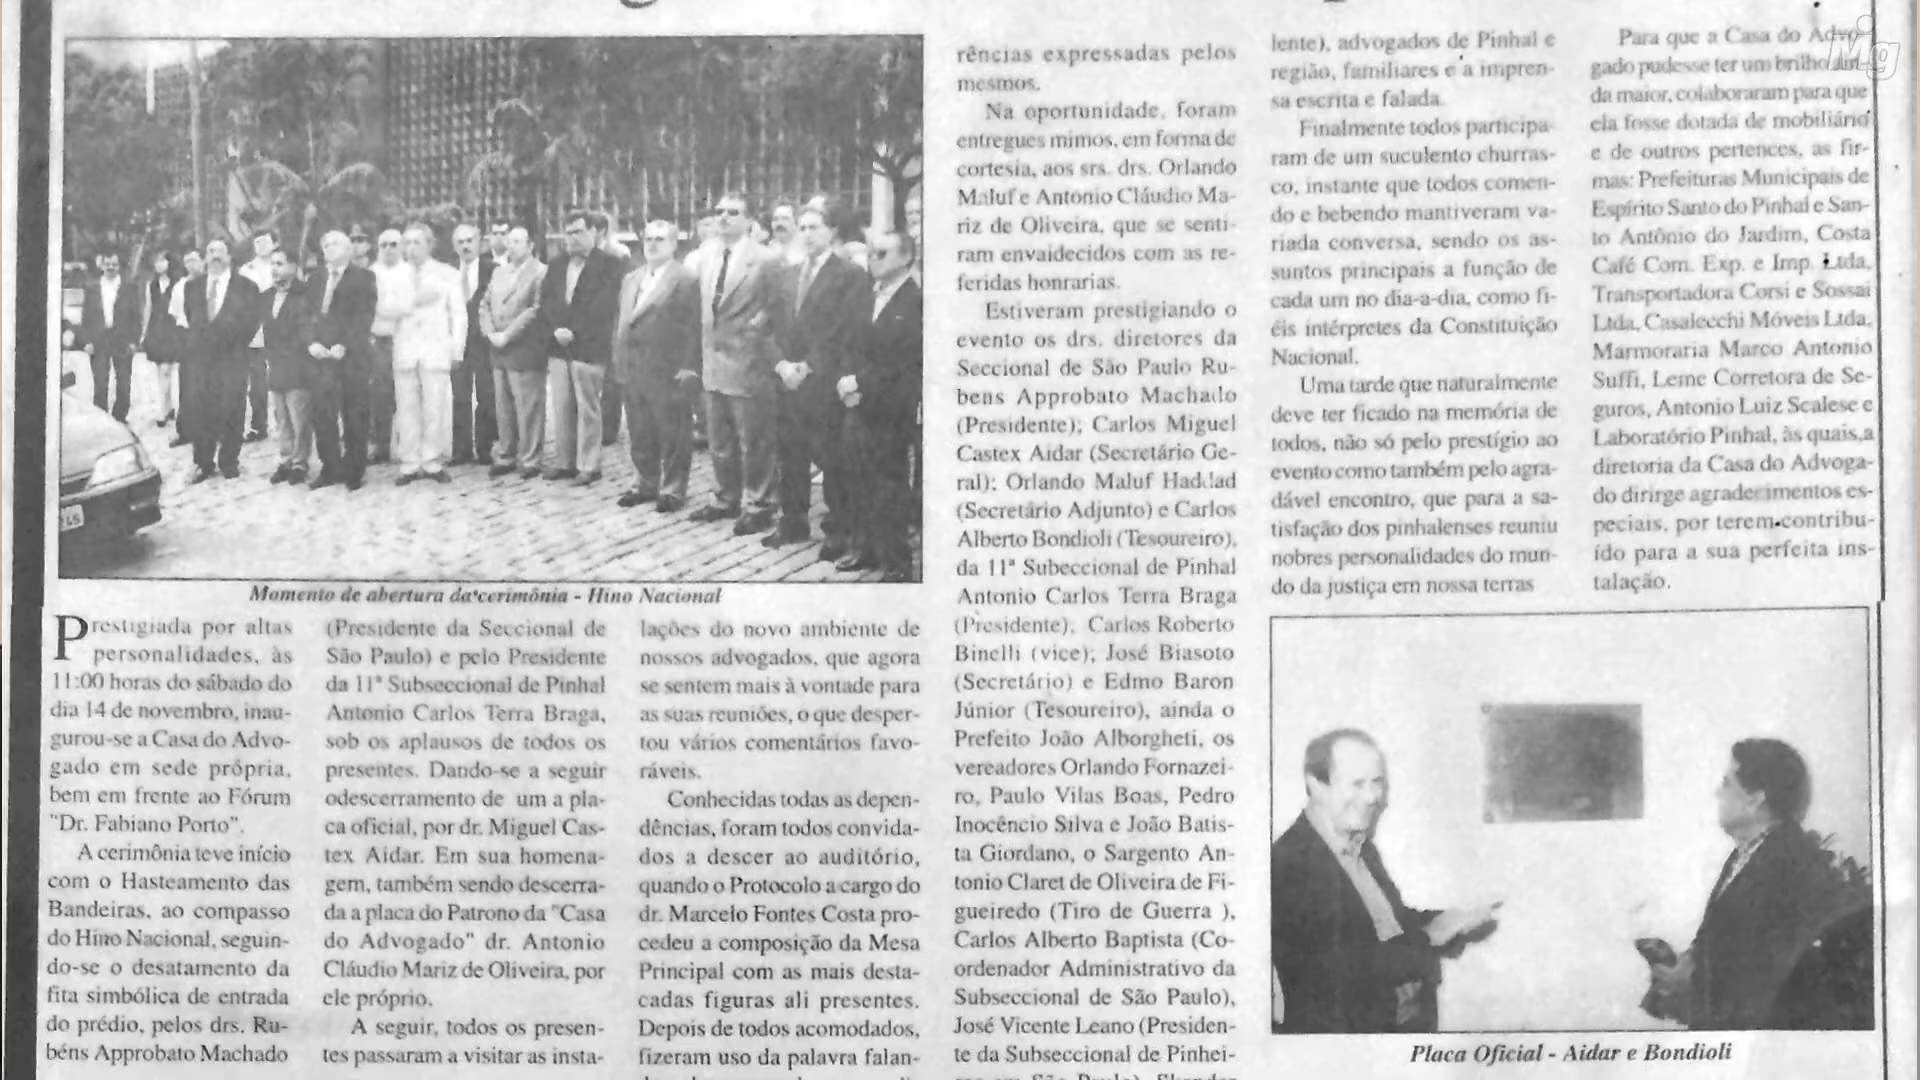 Momento de abertura da cerimônia - Hino Nacional
Prestigiada por altas
personalidades, às
11:00 horas do sábado do
dia 14 de novembro, inau-
gurou-se a Casa do Advo-
gado em sede própria,
bem em frente ao Fórum
"Dr. Fabiano Porto".
A cerimônia teve início
com o Hasteamento das
Bandeiras, ao compasso
do Hino Nacional, seguin-
do-se o desatamento da
fita simbólica de entrada
do prédio, pelos drs. Ru-
béns Approbato Machado
(Presidente da Seccional de
São Paulo) e pelo Presidente
da 11ª Subseccional de Pinhal
Antonio Carlos Terra Braga,
sob os aplausos de todos os
presentes. Dando-se a seguir
odescerramento de um a pla-
ca oficial, por dr. Miguel Cas-
tex Aidar. Em sua homena-
gem, também sendo descerra-
da a placa do Patrono da "Casa
do Advogado" dr. Antonio
Cláudio Mariz de Oliveira, por
ele próprio.
A seguir, todos os presen-
tes passaram a visitar as insta-
lações do novo ambiente de
nossos advogados, que agora
se sentem mais à vontade para
as suas reuniões, o que desper-
tou vários comentários favo-
ráveis.
Conhecidas todas as depen-
dências, foram todos convida-
dos a descer ao auditório,
quando o Protocolo a cargo do
dr. Marcelo Fontes Costa pro-
cedeu a composição da Mesa
Principal com as mais desta-
cadas figuras ali presentes.
Depois de todos acomodados,
fizeram uso da palavra falan-
rências expressadas pelos
mesmos.
Na oportunidade, foram
entregues mimos, em forma de
cortesia, aos srs. drs. Orlando
Maluf e Antonio Cláudio Ma-
riz de Oliveira, que se senti-
ram envaidecidos com as re-
feridas honrarias.
Estiveram prestigiando o
evento os drs. diretores da
Seccional de São Paulo Ru-
bens Approbato Machado
(Presidente); Carlos Miguel
Castex Aidar (Secretário Ge-
ral); Orlando Maluf Haddad
(Secretário Adjunto) e Carlos
Alberto Bondioli (Tesoureiro),
da 11ª Subeccional de Pinhal
Antonio Carlos Terra Braga
(Presidente), Carlos Roberto
Binelli (vice); José Biasoto
(Secretário) e Edmo Baron
Júnior (Tesoureiro), ainda o
Prefeito João Alborgheti, os
vereadores Orlando Fornazei-
ro, Paulo Vilas Boas, Pedro
Inocêncio Silva e João Batis-
ta Giordano, o Sargento An-
tonio Claret de Oliveira de Fi-
gueiredo (Tiro de Guerra ),
Carlos Alberto Baptista (Co-
ordenador Administrativo da
Subseccional de São Paulo),
José Vicente Leano (Presiden-
te da Subseccional de Pinhei-
lente), advogados de Pinhal e
região, familiares e a impren-
sa escrita e falada.
Finalmente todos participa-
ram de um suculento churras-
co, instante que todos comen-
do e bebendo mantiveram va-
riada conversa, sendo os as-
suntos principais a função de
cada um no dia-a-dia, como fi-
éis intérpretes da Constituição
Nacional.
Uma tarde que naturalmente
deve ter ficado na memória de
todos, não só pelo prestígio ao
evento como também pelo agra-
dável encontro, que para a sa-
tisfação dos pinhalenses reuniu
nobres personalidades do mun-
do da justiça em nossa terras
Para que a Casa do Advo-
gado pudesse ter um brilho ain-
da maior, colaboraram para que
ela fosse dotada de mobiliário
e de outros pertences, as fir-
mas: Prefeituras Municipais de
Espírito Santo do Pinhal e San-
to Antônio do Jardim, Costa
Café Com. Exp. e Imp. Ltda,
Transportadora Corsi e Sossai
Ltda, Casalecchi Móveis Ltda,
Marmoraria Marco Antonio
Suffi, Leme Corretora de Se-
guros, Antonio Luiz Scalese e
Laboratório Pinhal, às quais,a
diretoria da Casa do Advoga-
do dirirge agradecimentos es-
peciais, por terem contribu-
ído para a sua perfeita ins-
talação.
Placa Oficial - Aidar e Bondioli
Mg